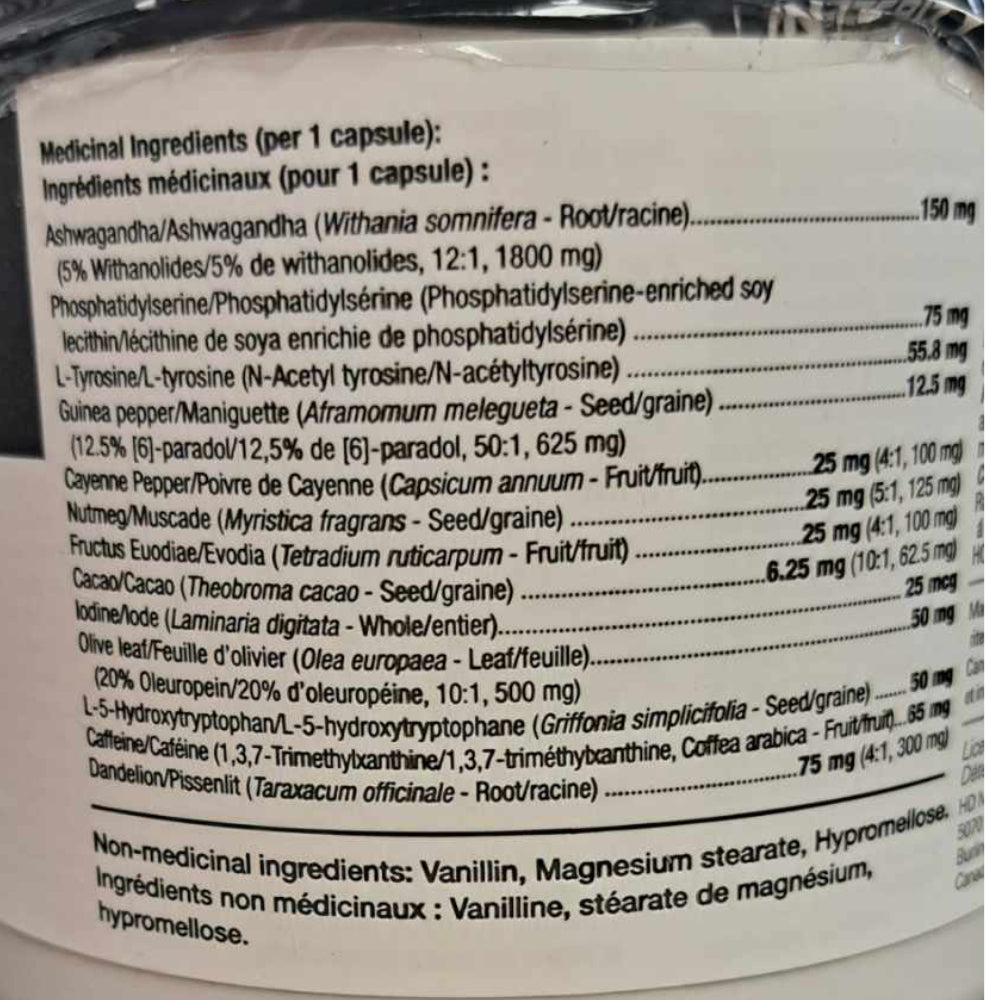 Medicinal Ingredients (per 1 capsule):
Ingrédients médicinaux (pour 1 capsule) :
Ashwagandha/Ashwagandha (Withania somnifera - Root/racine)..........150 mg
(5% Withanolides/5% de withanolides, 12:1, 1800 mg)
Phosphatidylserine/Phosphatidylsérine (Phosphatidylserine-enriched soy
lecithin/lécithine de soya enrichie de phosphatidylsérine) ..........75 mg
L-Tyrosine/L-tyrosine (N-Acetyl tyrosine/N-acétyltyrosine) ..........55.8 mg
Guinea pepper/Maniguette (Aframomum melegueta - Seed/graine) ..........12.5 mg
(12.5% [6]-paradol/12,5% de [6]-paradol, 50:1, 625 mg)
Cayenne Pepper/Poivre de Cayenne (Capsicum annuum - Fruit/fruit)..........25 mg (4:1, 100 mg)
Nutmeg/Muscade (Myristica fragrans - Seed/graine) ..........25 mg (5:1, 125 mg)
Fructus Euodiae/Evodia (Tetradium ruticarpum - Fruit/fruit) ..........25 mg (4:1, 100 mg)
Cacao/Cacao (Theobroma cacao - Seed/graine) ..........6.25 mg (10:1, 62.5 mg)
Iodine/Iode (Laminaria digitata - Whole/entier)..........25 mcg
Olive leaf/Feuille d'olivier (Olea europaea - Leaf/feuille)..........50 mg
(20% Oleuropein/20% d'oleuropéine, 10:1, 500 mg)
L-5-Hydroxytryptophan/L-5-hydroxytryptophane (Griffonia simplicifolia - Seed/graine) ......50 mg
Caffeine/Caféine (1,3,7-Trimethylxanthine/1,3,7-triméthylxanthine, Coffea arabica - Fruit/fruit)...65 mg
Dandelion/Pissenlit (Taraxacum officinale - Root/racine) ..........75 mg (4:1, 300 mg)
Non-medicinal ingredients: Vanillin, Magnesium stearate, Hypromellose.
Ingrédients non médicinaux : Vanilline, stéarate de magnésium,
hypromellose.